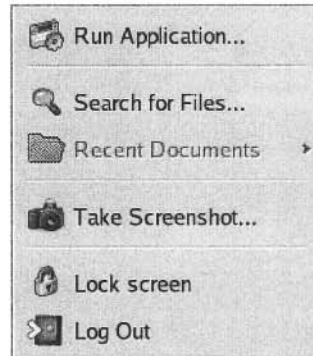 Run Application...
Search for Files...
Recent Documents
Take Screenshot...
Lock screen
Log Out